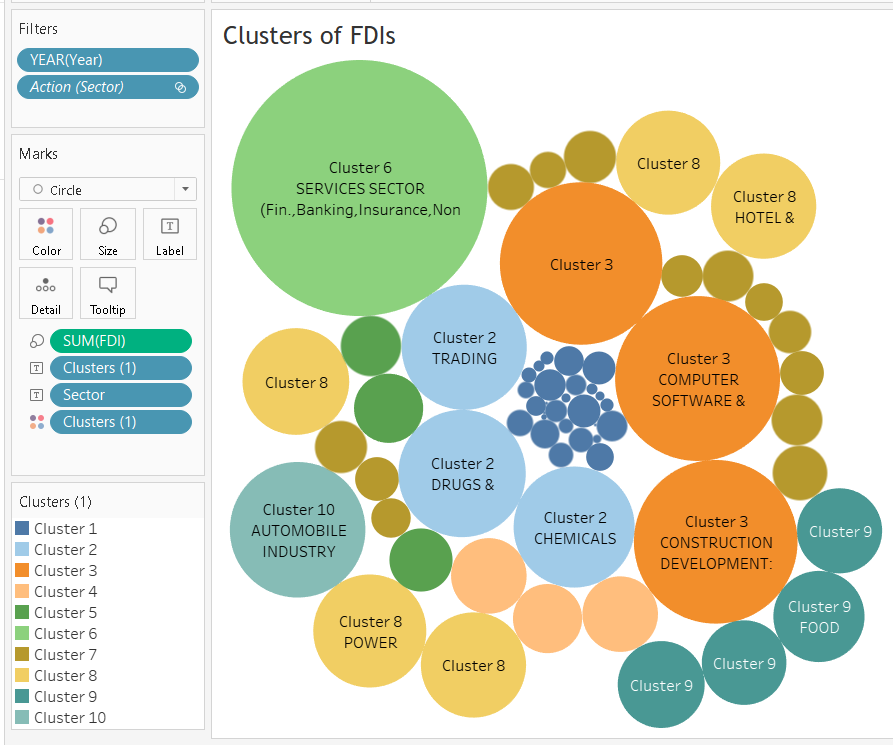 Filters
YEAR(Year)
Action (Sector)
Marks
Circle
Color
Size
Label
Detail
Tooltip
SUM(FDI)
Clusters (1)
Sector
Clusters (1)
Clusters (1)
Cluster 1
Cluster 2
Cluster 3
Cluster 4
Cluster 5
Cluster 6
Cluster 7
Cluster 8
Cluster 9
Cluster 10
Clusters of FDIs
Cluster 6
SERVICES SECTOR
(Fin.,Banking,Insurance,Non
Cluster 8
Cluster 8
HOTEL &
Cluster 3
Cluster 2
TRADING
Cluster 8
Cluster 3
COMPUTER
SOFTWARE &
Cluster 2
DRUGS &
Cluster 10
AUTOMOBILE
INDUSTRY
Cluster 2
CHEMICALS
Cluster 3
CONSTRUCTION
DEVELOPMENT:
Cluster 9
Cluster 9
FOOD
Cluster 8
POWER
Cluster 8
Cluster 9
Cluster 9